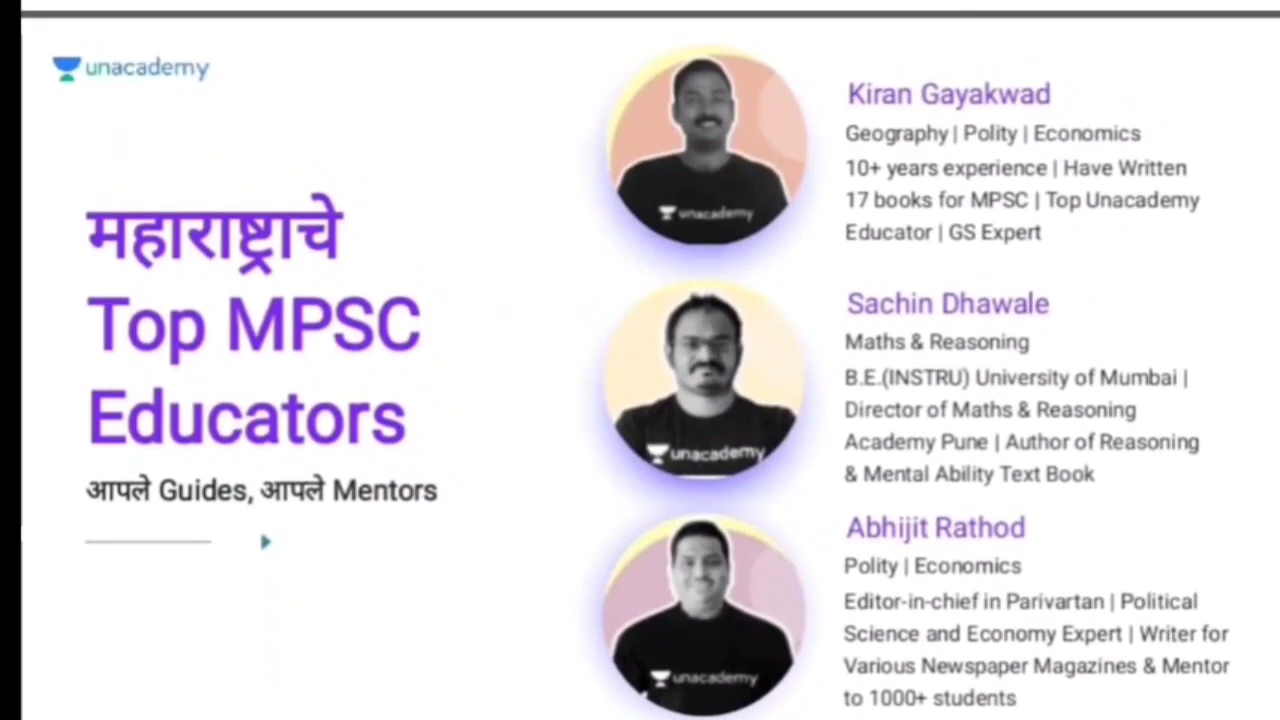 unacademy
महाराष्ट्राचे
Top MPSC
Educators
आपले Guides, आपले Mentors
unacademy
Kiran Gayakwad
Geography | Polity | Economics
10+ years experience | Have Written
17 books for MPSC | Top Unacademy
Educator | GS Expert
unacademy
Sachin Dhawale
Maths & Reasoning
B.E.(INSTRU) University of Mumbai |
Director of Maths & Reasoning
Academy Pune | Author of Reasoning
& Mental Ability Text Book
unacademy
Abhijit Rathod
Polity | Economics
Editor-in-chief in Parivartan | Political
Science and Economy Expert | Writer for
Various Newspaper Magazines & Mentor
to 1000+ students